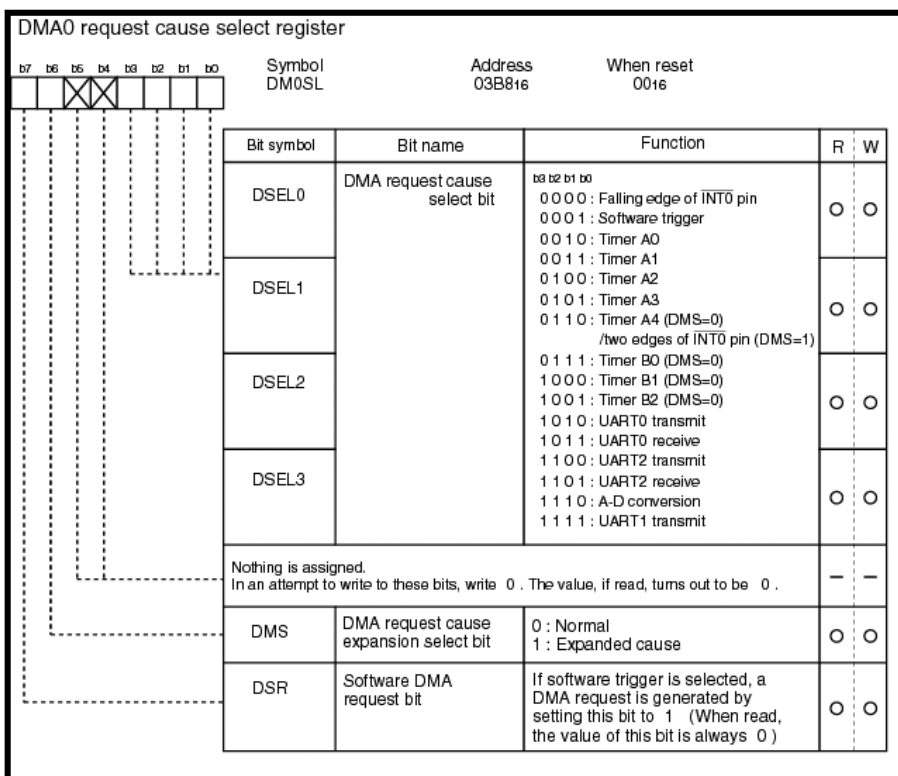 DMA0 request cause select register
b7 b6 b5 b4 b3 b2 b1 b0
Symbol Address When reset
DM0SL 03B816 0016
Bit symbol Bit name Function R W
DSEL0
DMA request cause
select bit
b3 b2 b1 b0
0 0 0 0 : Falling edge of INT0 pin
0 0 0 1 : Software trigger
0 0 1 0 : Timer A0
0 0 1 1 : Timer A1
0 1 0 0 : Timer A2
0 1 0 1 : Timer A3
0 1 1 0 : Timer A4 (DMS=0)
/two edges of INT0 pin (DMS=1)
0 1 1 1 : Timer B0 (DMS=0)
1 0 0 0 : Timer B1 (DMS=0)
1 0 0 1 : Timer B2 (DMS=0)
1 0 1 0 : UART0 transmit
1 0 1 1 : UART0 receive
1 1 0 0 : UART2 transmit
1 1 0 1 : UART2 receive
1 1 1 0 : A-D conversion
1 1 1 1 : UART1 transmit
O O
DSEL1
O O
DSEL2
O O
DSEL3
O O
Nothing is assigned.
In an attempt to write to these bits, write 0 . The value, if read, turns out to be 0 .
– –
DMS
DMA request cause
expansion select bit
0 : Normal
1 : Expanded cause
O O
DSR
Software DMA
request bit
If software trigger is selected, a
DMA request is generated by
setting this bit to 1 (When read,
the value of this bit is always 0 )
O O